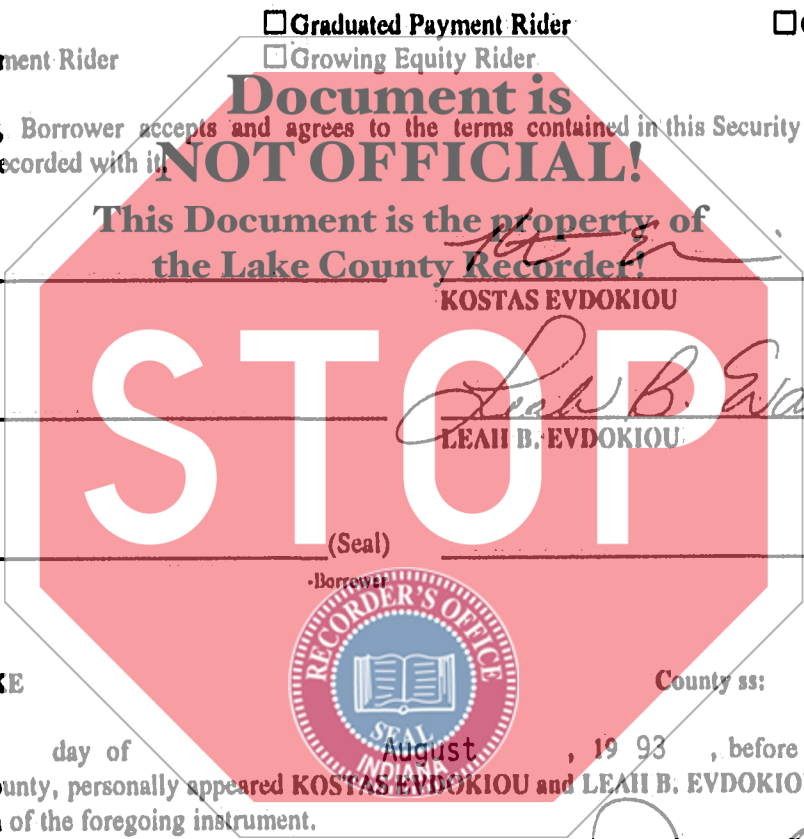 ☐ Graduated Payment Rider
ment Rider ☐ Growing Equity Rider
Document is
Borrower accepts and agrees to the terms contained in this Security
ecorded with it.
NOT OFFICIAL!
This Document is the property of
the Lake County Recorder!
KOSTAS EVDOKIOU
STOP
Leah B.
LEAH B. EVDOKIOU
(Seal)
-Borrower
RECORDER'S OFFICE
SEAL
INDIANA
KE County ss:
day of August , 19 93 , before
unty, personally appeared KOSTAS EVDOKIOU and LEAH B. EVDOKIO
of the foregoing instrument.